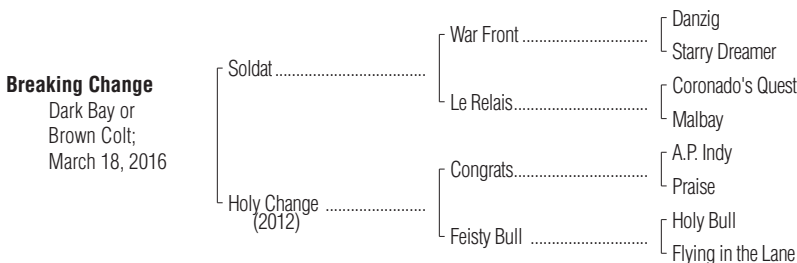 Breaking Change
Dark Bay or
Brown Colt;
March 18, 2016
Soldat
Holy Change
(2012)
War Front
Le Relais
Congrats
Feisty Bull
Danzig
Starry Dreamer
Coronado's Quest
Malbay
A.P. Indy
Praise
Holy Bull
Flying in the Lane